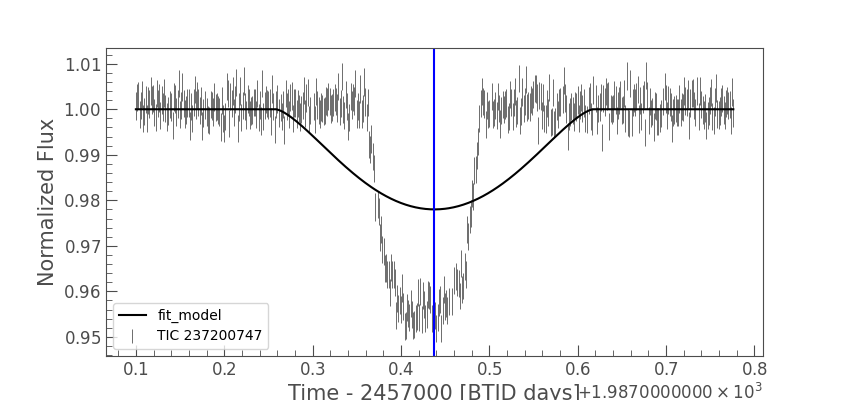 1.01
1.00
0.99
0.98
0.97
0.96
0.95
Normalized Flux
fit_model
TIC 237200747
0.1 0.2 0.3 0.4 0.5 0.6 0.7 0.8
Time - 2457000 [BTJD days]
+1.9870000000 × 10³